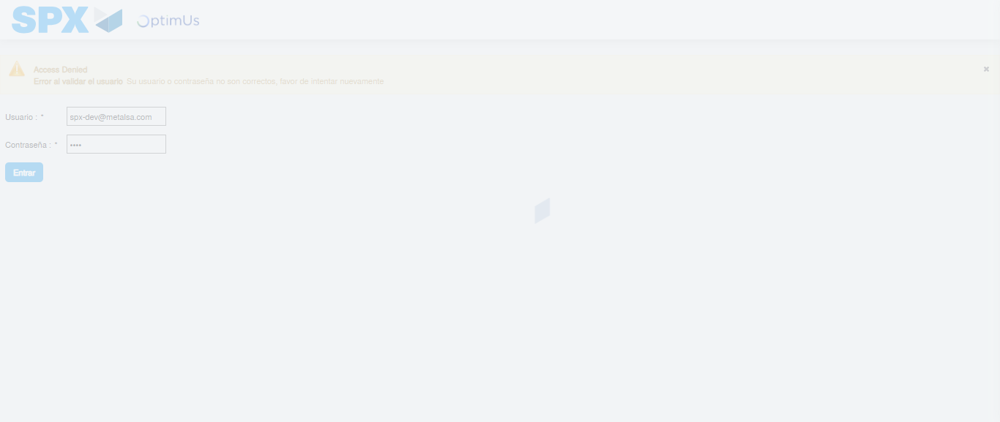 SPX OptimUs
Access Denied
Error al validar el usuario Su usuario o contraseña no son correctos, favor de intentar nuevamente
Usuario : * spx-dev@metalsa.com
Contraseña : * ••••
Entrar